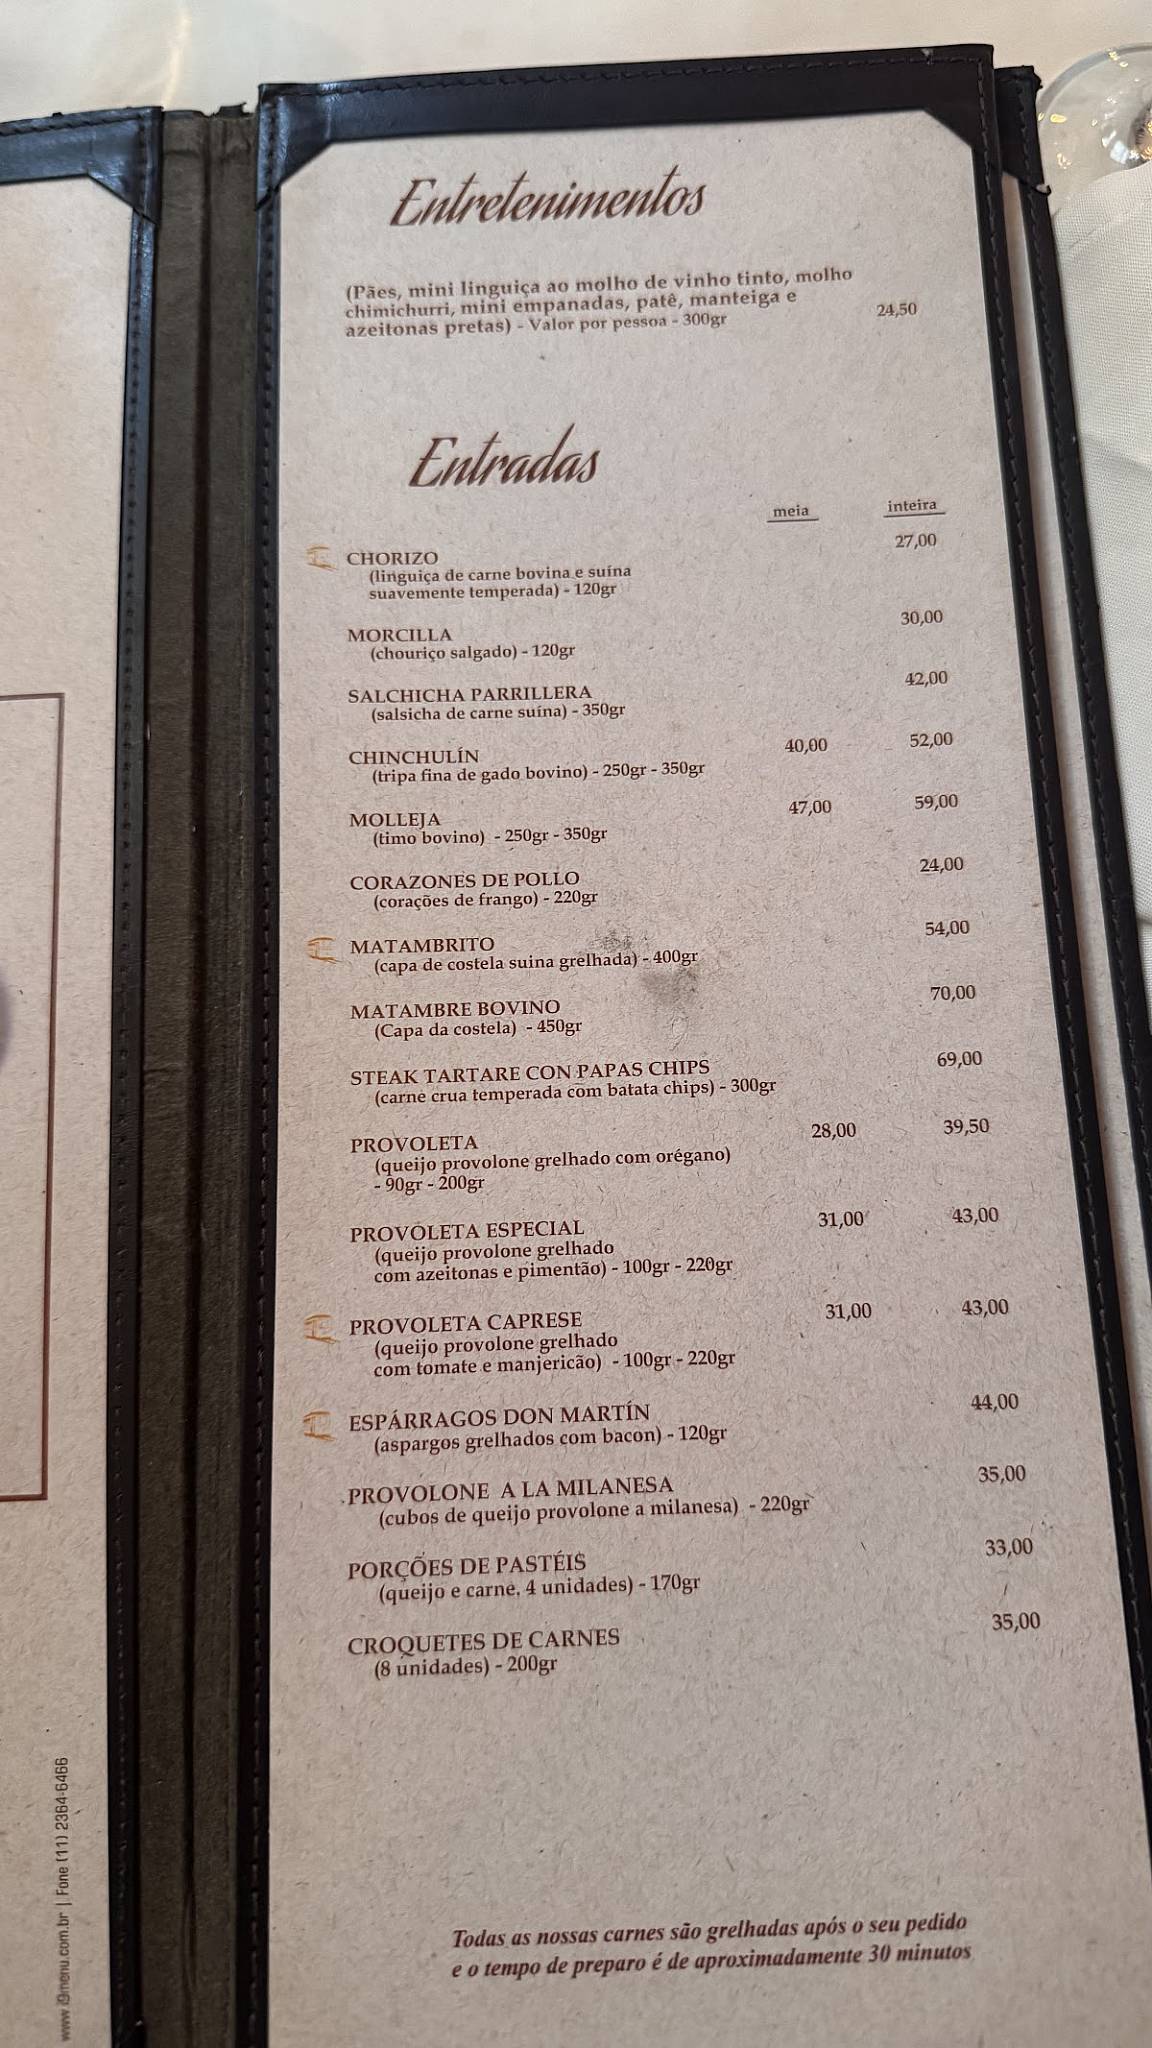 Entretenimentos
(Pães, mini linguiça ao molho de vinho tinto, molho
chimichurri, mini empanadas, patê, manteiga e
azeitonas pretas) - Valor por pessoa - 300gr 24,50
Entradas
meia inteira
CHORIZO 27,00
(linguiça de carne bovina e suína
suavemente temperada) - 120gr
MORCILLA 30,00
(chouriço salgado) - 120gr
SALCHICHA PARRILLERA 42,00
(salsicha de carne suína) - 350gr
CHINCHULÍN 40,00 52,00
(tripa fina de gado bovino) - 250gr - 350gr
MOLLEJA 47,00 59,00
(timo bovino) - 250gr - 350gr
CORAZONES DE POLLO 24,00
(corações de frango) - 220gr
MATAMBRITO 54,00
(capa de costela suina grelhada) - 400gr
MATAMBRE BOVINO 70,00
(Capa da costela) - 450gr
STEAK TARTARE CON PAPAS CHIPS 69,00
(carne crua temperada com batata chips) - 300gr
PROVOLETA 28,00 39,50
(queijo provolone grelhado com orégano)
- 90gr - 200gr
PROVOLETA ESPECIAL 31,00 43,00
(queijo provolone grelhado
com azeitonas e pimentão) - 100gr - 220gr
PROVOLETA CAPRESE 31,00 43,00
(queijo provolone grelhado
com tomate e manjericão) - 100gr - 220gr
ESPÁRRAGOS DON MARTÍN 44,00
(aspargos grelhados com bacon) - 120gr
PROVOLONE A LA MILANESA 35,00
(cubos de queijo provolone a milanesa) - 220gr
PORÇÕES DE PASTÉIS 33,00
(queijo e carne, 4 unidades) - 170gr
CROQUETES DE CARNES 35,00
(8 unidades) - 200gr
Todas as nossas carnes são grelhadas após o seu pedido
e o tempo de preparo é de aproximadamente 30 minutos
www.i9menu.com.br | Fone (11) 2364-6466